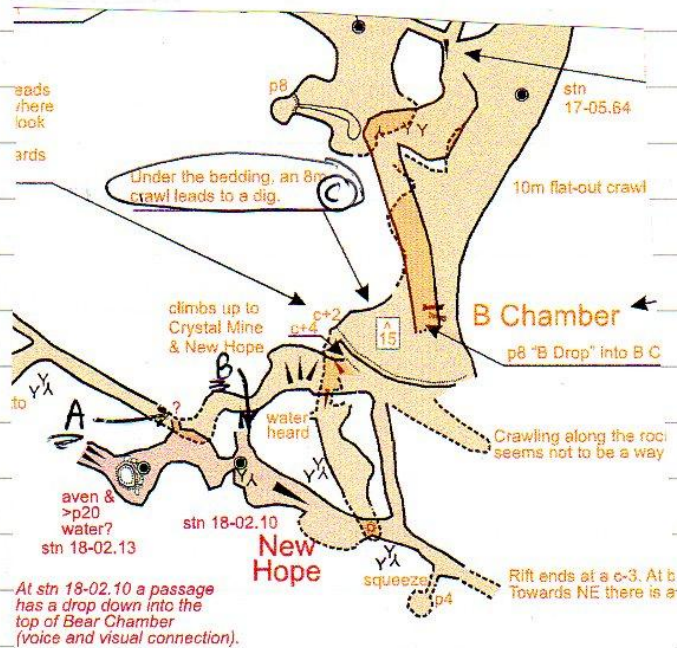 p8
stn
17-05.64
eads
where
look
ards
Under the bedding, an 8m
crawl leads to a dig.
C
10m flat-out crawl
climbs up to
Crystal Mine
& New Hope
c+2
c+4
^
15
B Chamber
p8 "B Drop" into B C
B
A
?
water
heard
Crawling along the roc
seems not to be a way
aven &
>p20
water?
stn 18-02.13
stn 18-02.10
New
Hope
squeeze
p4
Rift ends at a c-3. At b
Towards NE there is a
At stn 18-02.10 a passage
has a drop down into the
top of Bear Chamber
(voice and visual connection).